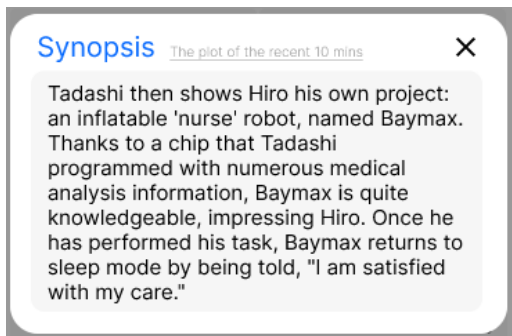 Synopsis The plot of the recent 10 mins
Tadashi then shows Hiro his own project:
an inflatable 'nurse' robot, named Baymax.
Thanks to a chip that Tadashi
programmed with numerous medical
analysis information, Baymax is quite
knowledgeable, impressing Hiro. Once he
has performed his task, Baymax returns to
sleep mode by being told, "I am satisfied
with my care."